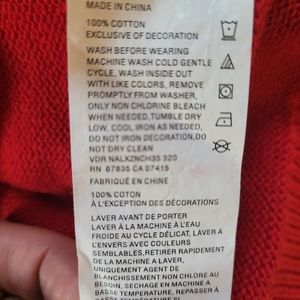 MADE IN CHINA
100% COTTON
EXCLUSIVE OF DECORATION
WASH BEFORE WEARING
MACHINE WASH COLD GENTLE
CYCLE, WASH INSIDE OUT
WITH LIKE COLORS, REMOVE
PROMPTLY FROM WASHER,
ONLY NON CHLORINE BLEACH
WHEN NEEDED, TUMBLE DRY
LOW, COOL IRON AS NEEDED,
DO NOT IRON DECORATION,DO
NOT DRY CLEAN
VDR NALXZNCH35 320
RN 67835 CA 07415
FABRIQUÉ EN CHINE
100% COTON
À L'EXCEPTION DES DÉCORATIONS
LAVER AVANT DE PORTER
LAVER À LA MACHINE À L'EAU
FROIDE AU CYCLE DÉLICAT, LAVER À
L'ENVERS AVEC COULEURS
SEMBLABLES,RETIRER RAPIDEMENT
DE LA MACHINE A LAVER,
UNIQUEMENT AGENT DE
BLANCHISSEMENT NON CHLORE AU
BESOIN, SÉCHAGE EN MACHINE A
BASSE TEMPÉRATURE, REPASSER À
BASSE